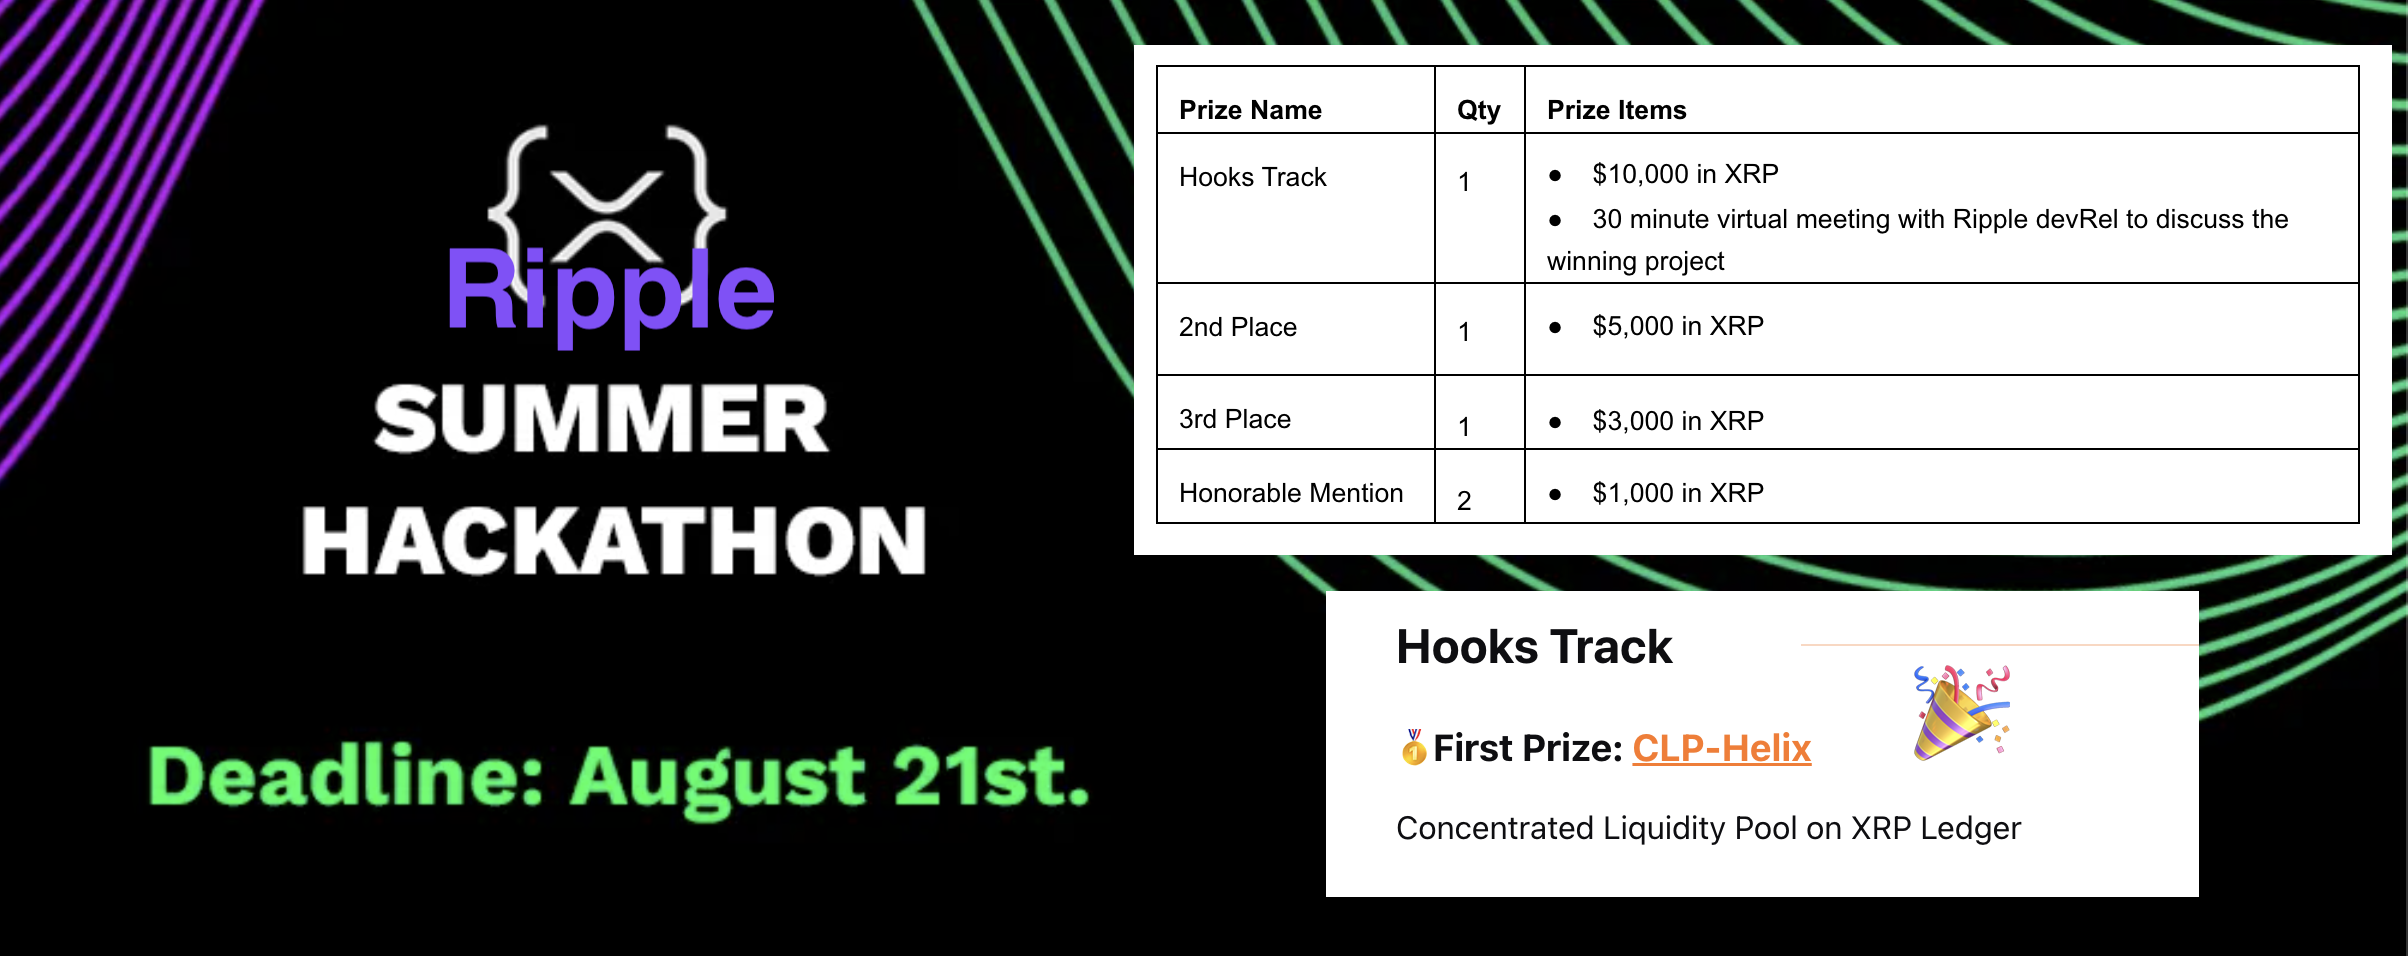 Ripple
SUMMER
HACKATHON
Deadline: August 21st.
Prize Name Qty Prize Items
Hooks Track 1 ● $10,000 in XRP
● 30 minute virtual meeting with Ripple devRel to discuss the
winning project
2nd Place 1 ● $5,000 in XRP
3rd Place 1 ● $3,000 in XRP
Honorable Mention 2 ● $1,000 in XRP
Hooks Track
🥇First Prize: CLP-Helix
Concentrated Liquidity Pool on XRP Ledger